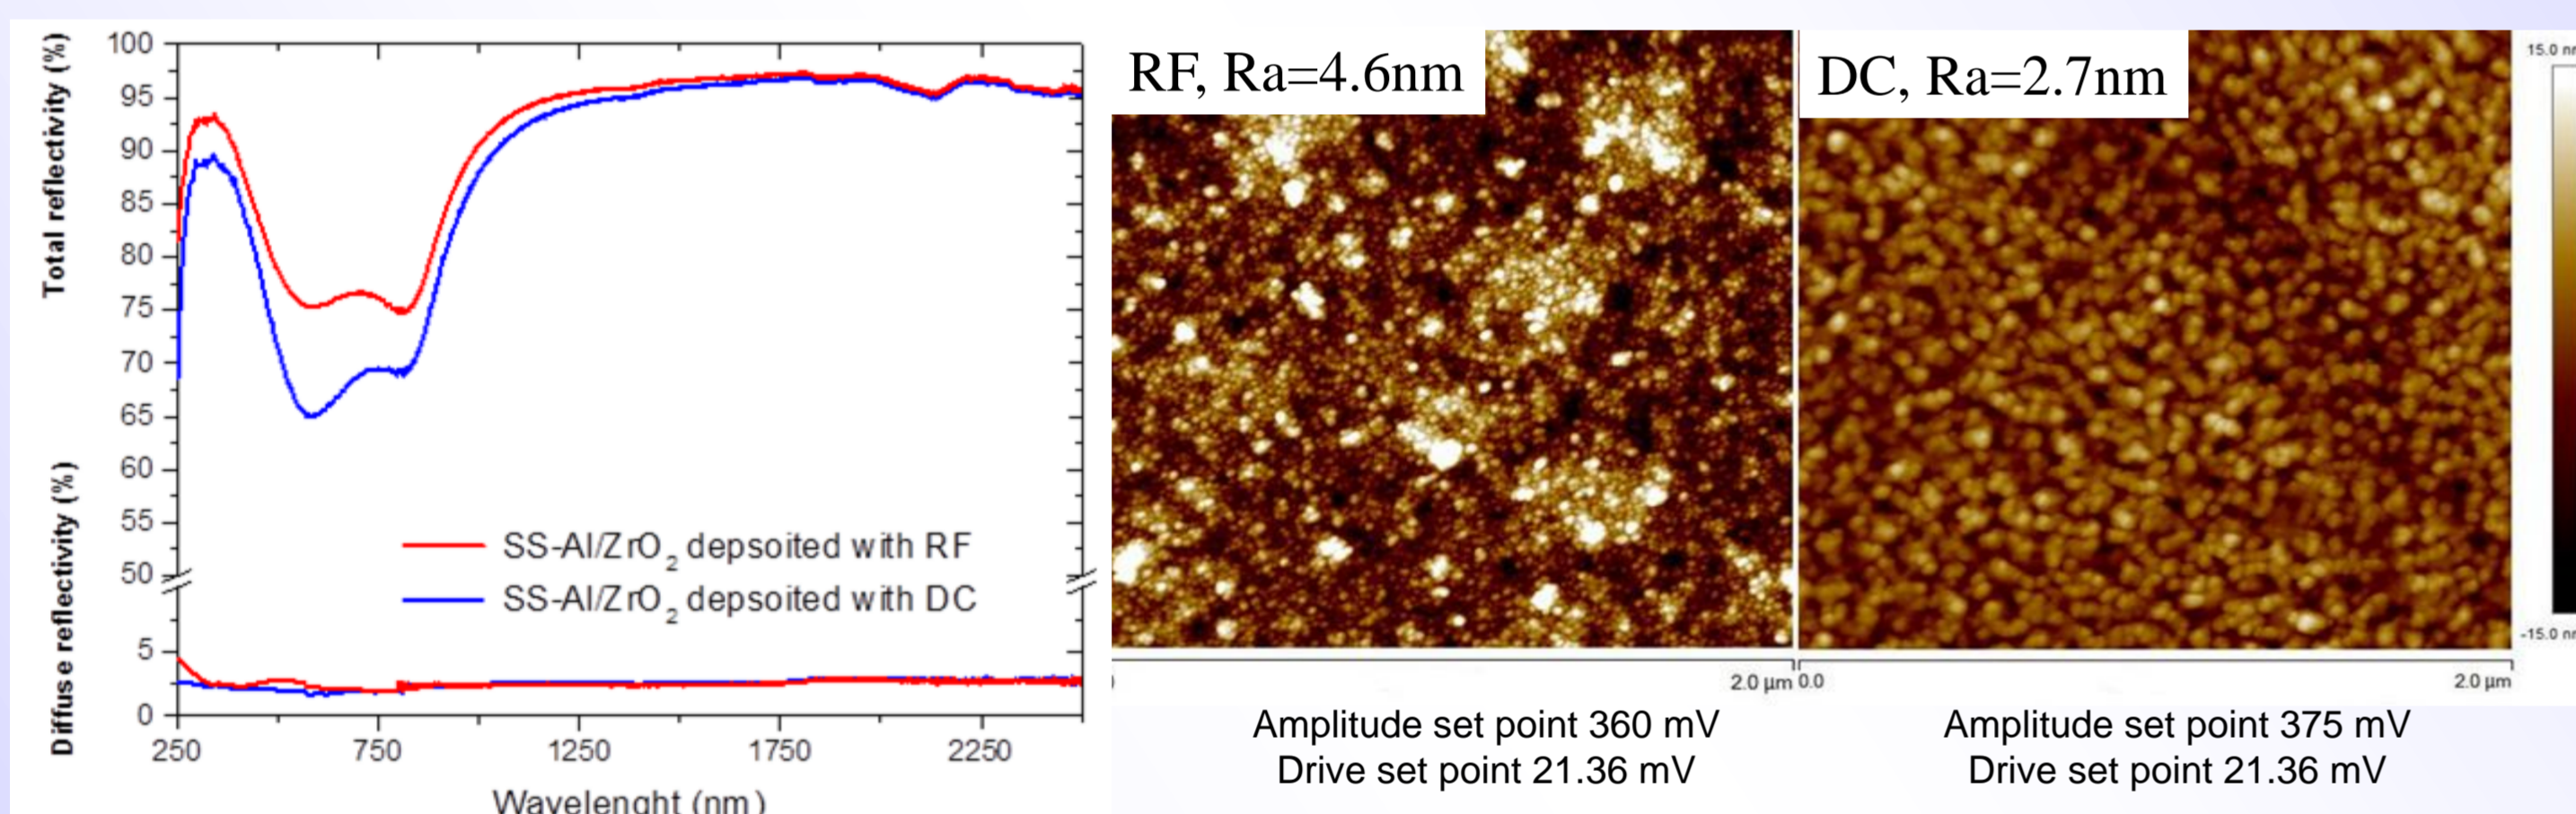 Total reflectivity (%)
Diffuse reflectivity (%)
100
95
90
85
80
75
70
65
60
55
50
5
0
SS-Al/ZrO2 depsoited with RF
SS-Al/ZrO2 depsoited with DC
250 750 1250 1750 2250
Wavelenght (nm)
RF, Ra=4.6nm
2.0 µm
Amplitude set point 360 mV
Drive set point 21.36 mV
DC, Ra=2.7nm
0.0 2.0 µm
Amplitude set point 375 mV
Drive set point 21.36 mV
15.0 nm
-15.0 nm